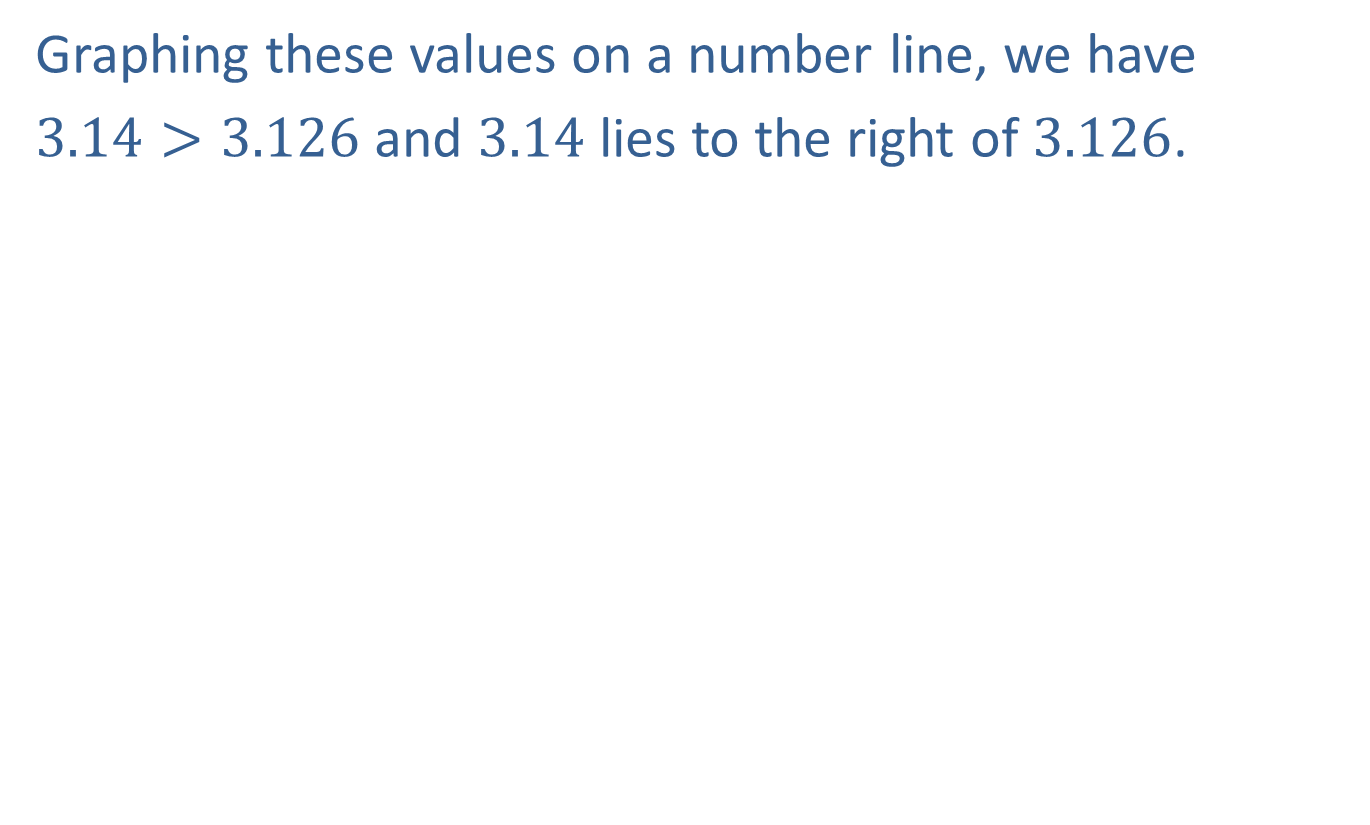 Graphing these values on a number line, we have
3.14 > 3.126 and 3.14 lies to the right of 3.126.